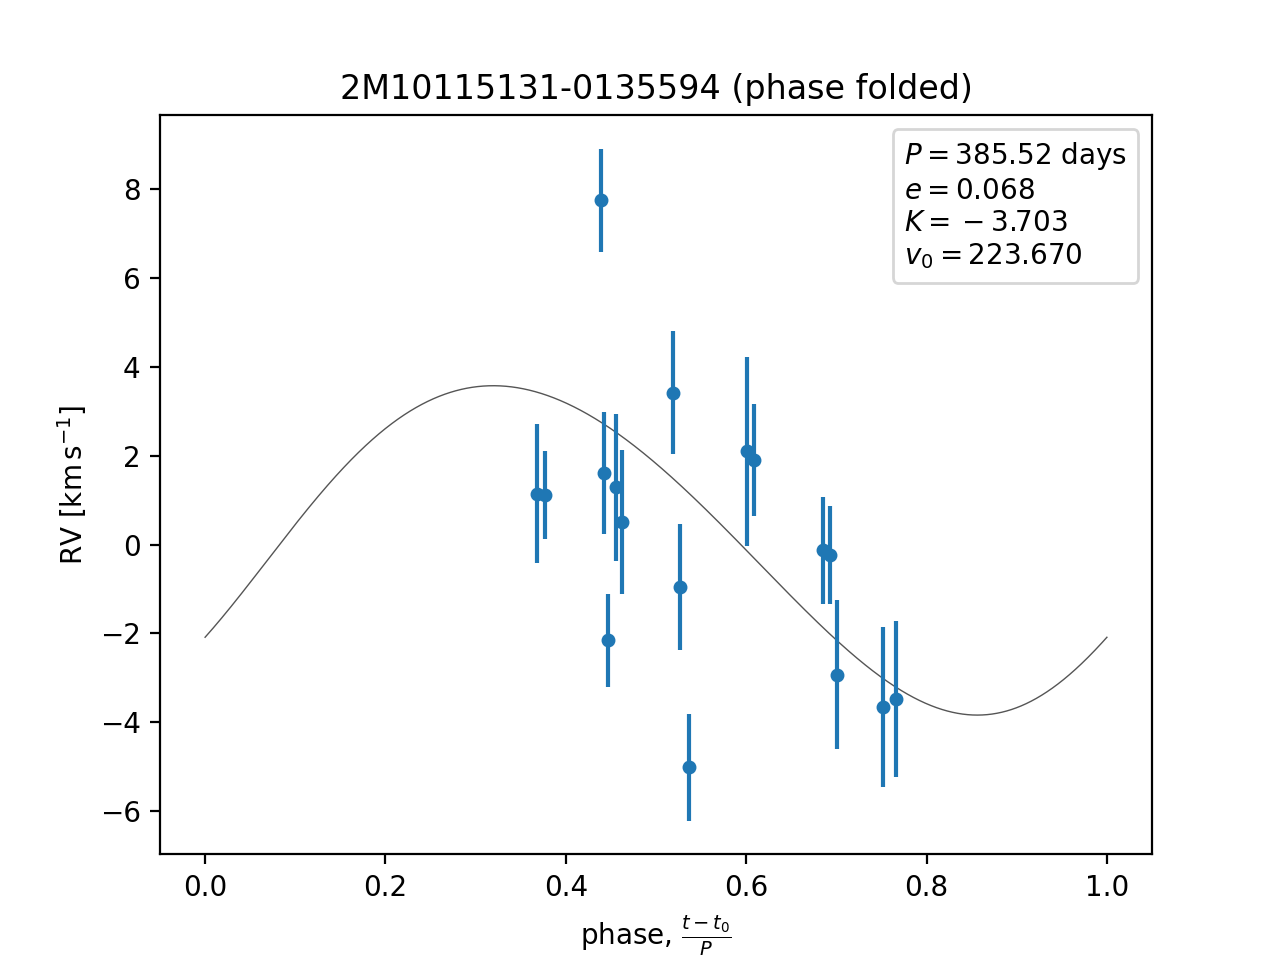 2M10115131-0135594 (phase folded)
P = 385.52 days
e = 0.068
K = −3.703
v₀ = 223.670
RV [km s⁻¹]
8
6
4
2
0
−2
−4
−6
0.0 0.2 0.4 0.6 0.8 1.0
phase, (t − t₀)/P